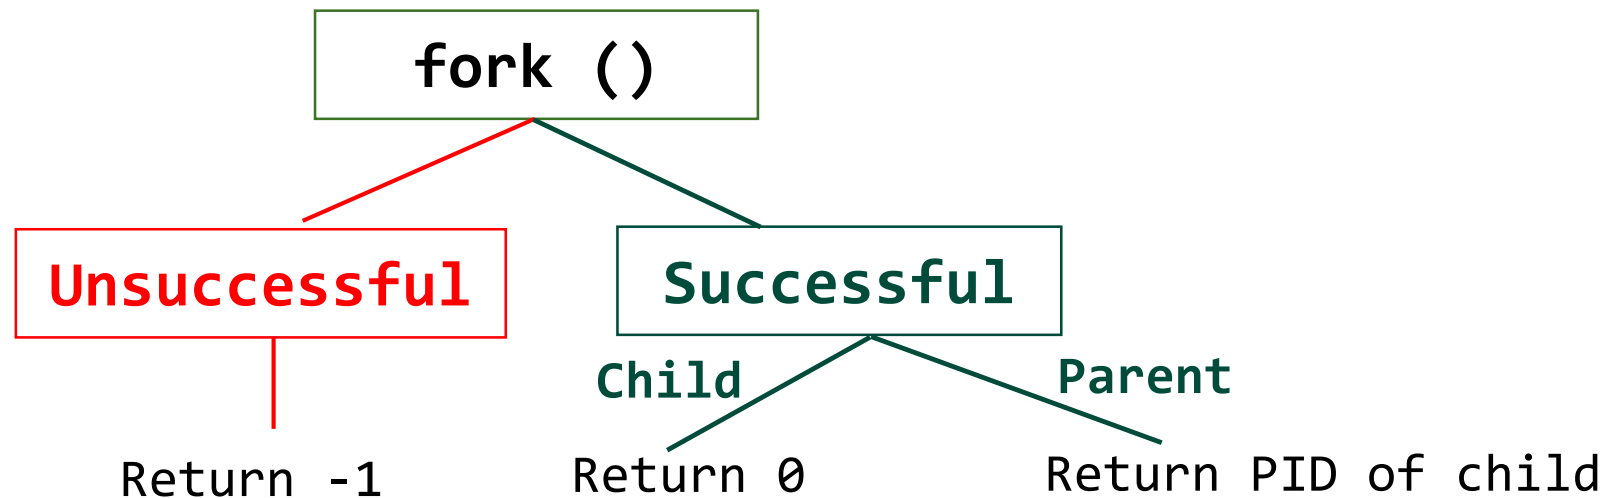 fork ()
Unsuccessful
Successful
Child
Parent
Return -1
Return 0
Return PID of child